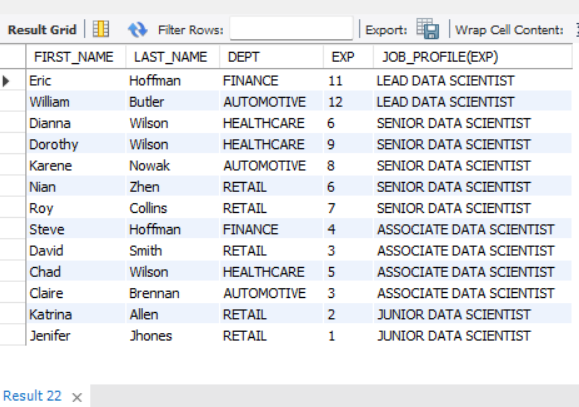 Result Grid Filter Rows: Export: Wrap Cell Content:
FIRST_NAME LAST_NAME DEPT EXP JOB_PROFILE(EXP)
Eric Hoffman FINANCE 11 LEAD DATA SCIENTIST
William Butler AUTOMOTIVE 12 LEAD DATA SCIENTIST
Dianna Wilson HEALTHCARE 6 SENIOR DATA SCIENTIST
Dorothy Wilson HEALTHCARE 9 SENIOR DATA SCIENTIST
Karene Nowak AUTOMOTIVE 8 SENIOR DATA SCIENTIST
Nian Zhen RETAIL 6 SENIOR DATA SCIENTIST
Roy Collins RETAIL 7 SENIOR DATA SCIENTIST
Steve Hoffman FINANCE 4 ASSOCIATE DATA SCIENTIST
David Smith RETAIL 3 ASSOCIATE DATA SCIENTIST
Chad Wilson HEALTHCARE 5 ASSOCIATE DATA SCIENTIST
Claire Brennan AUTOMOTIVE 3 ASSOCIATE DATA SCIENTIST
Katrina Allen RETAIL 2 JUNIOR DATA SCIENTIST
Jenifer Jhones RETAIL 1 JUNIOR DATA SCIENTIST
Result 22